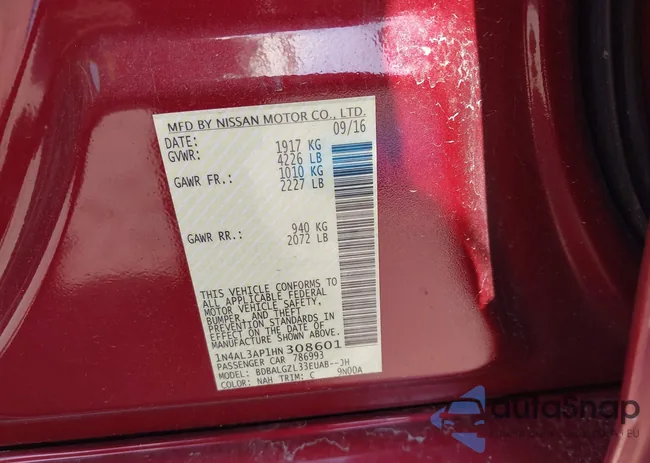 MFD BY NISSAN MOTOR CO., LTD.
DATE: 09/16
GVWR: 1917 KG
4226 LB
GAWR FR.: 1010 KG
2227 LB
GAWR RR.: 940 KG
2072 LB
THIS VEHICLE CONFORMS TO
ALL APPLICABLE FEDERAL
MOTOR VEHICLE SAFETY,
BUMPER, AND THEFT
PREVENTION STANDARDS IN
EFFECT ON THE DATE OF
MANUFACTURE SHOWN ABOVE.
1N4AL3AP1HN 308601
PASSENGER CAR 786993
MODEL: BDBALGZL33EUAB--JH
COLOR: NAH TRIM: C 9N00A
autoSnap
.EU